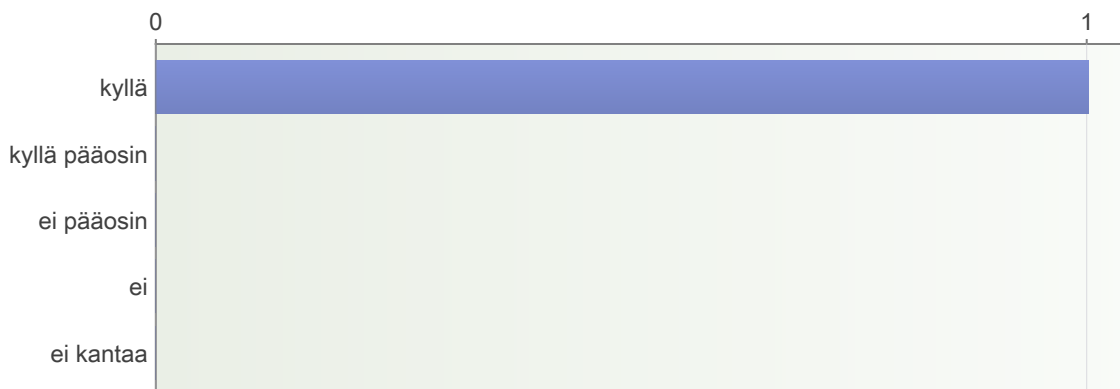 0 1
kyllä
kyllä pääosin
ei pääosin
ei
ei kantaa